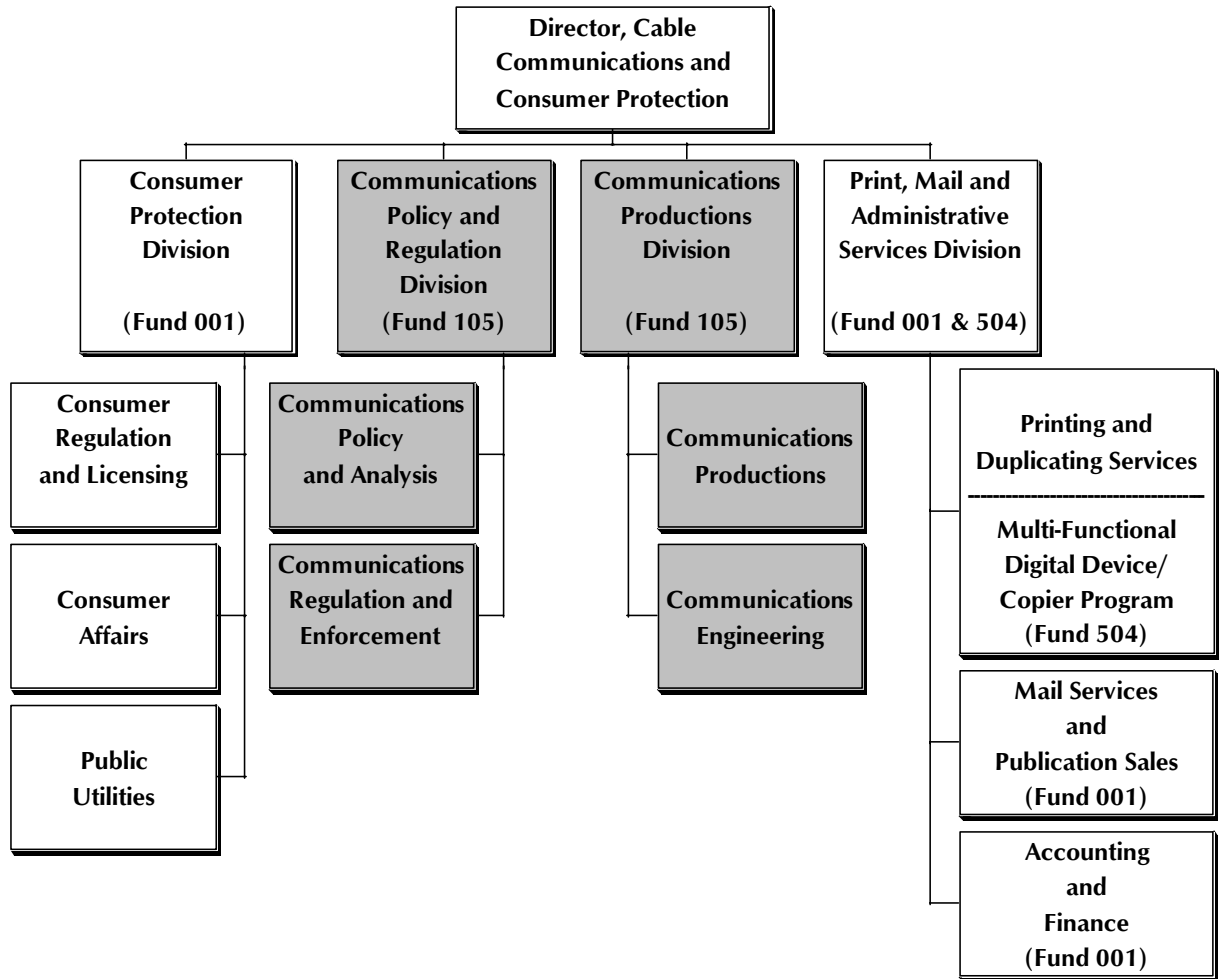 Director, Cable
Communications and
Consumer Protection
Consumer
Protection
Division
(Fund 001)
Communications
Policy and
Regulation
Division
(Fund 105)
Communications
Productions
Division
(Fund 105)
Print, Mail and
Administrative
Services Division
(Fund 001 & 504)
Consumer
Regulation
and Licensing
Consumer
Affairs
Public
Utilities
Communications
Policy
and Analysis
Communications
Regulation and
Enforcement
Communications
Productions
Communications
Engineering
Printing and
Duplicating Services
--------------------------------------
Multi-Functional
Digital Device/
Copier Program
(Fund 504)
Mail Services
and
Publication Sales
(Fund 001)
Accounting
and
Finance
(Fund 001)